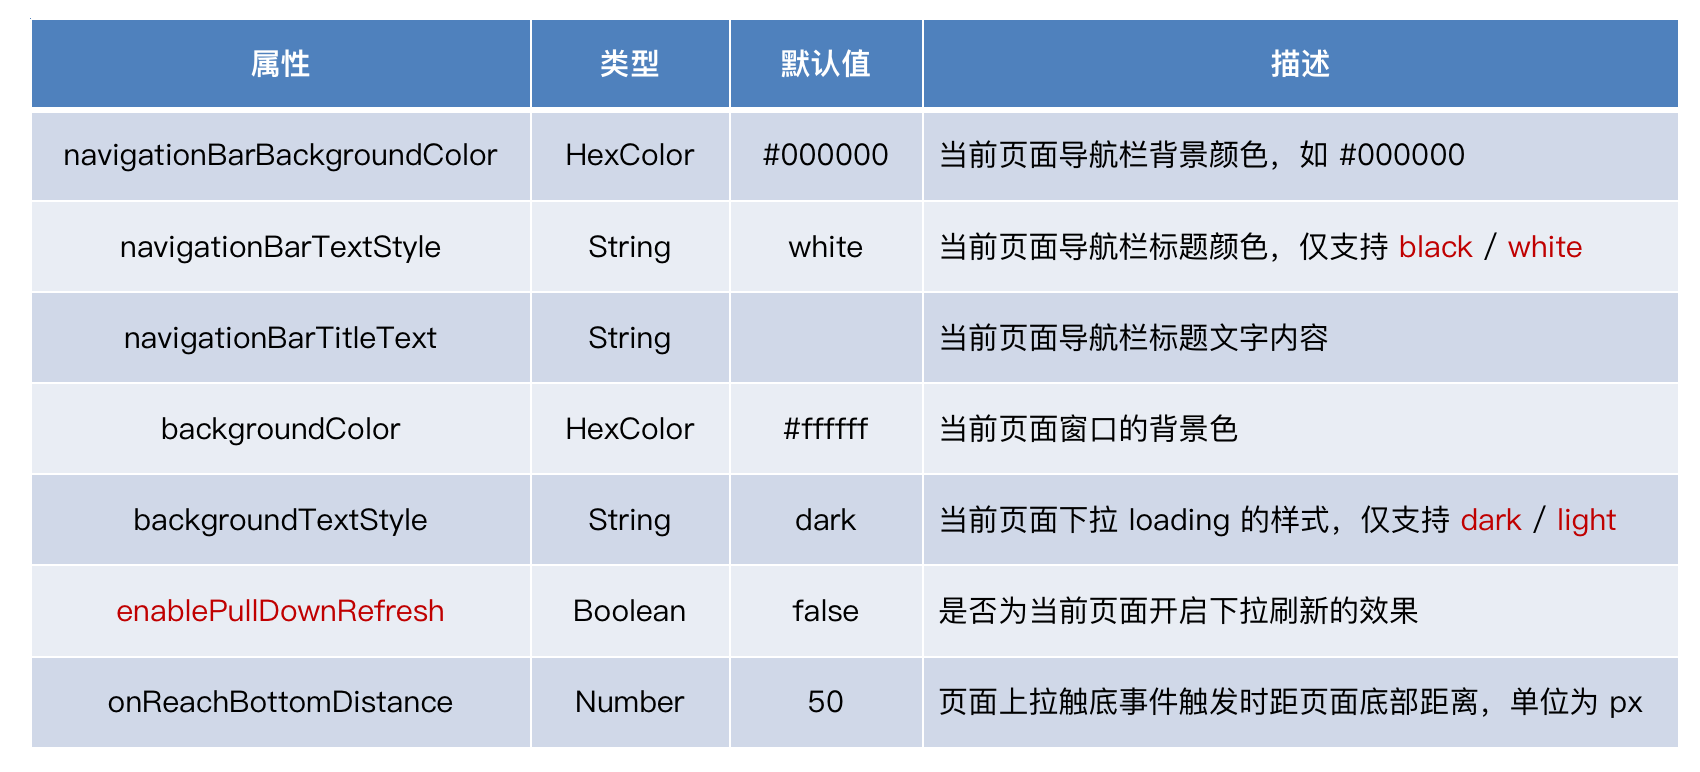 属性 类型 默认值 描述
navigationBarBackgroundColor HexColor #000000 当前页面导航栏背景颜色，如 #000000
navigationBarTextStyle String white 当前页面导航栏标题颜色，仅支持 black / white
navigationBarTitleText String 当前页面导航栏标题文字内容
backgroundColor HexColor #ffffff 当前页面窗口的背景色
backgroundTextStyle String dark 当前页面下拉 loading 的样式，仅支持 dark / light
enablePullDownRefresh Boolean false 是否为当前页面开启下拉刷新的效果
onReachBottomDistance Number 50 页面上拉触底事件触发时距页面底部距离，单位为 px